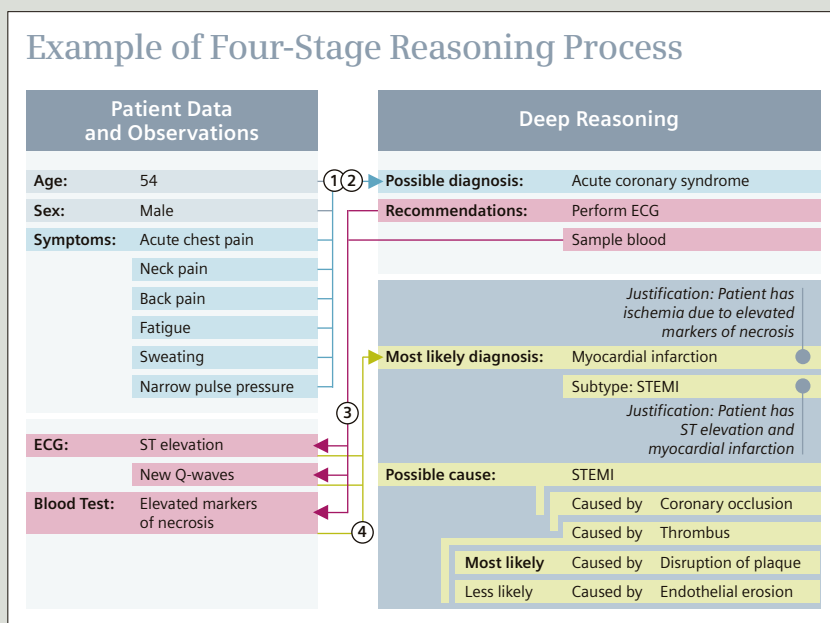 Example of Four-Stage Reasoning Process
Patient Data
and Observations
Age: 54
Sex: Male
Symptoms: Acute chest pain
Neck pain
Back pain
Fatigue
Sweating
Narrow pulse pressure
ECG: ST elevation
New Q-waves
Blood Test: Elevated markers
of necrosis
1 2
3
4
Deep Reasoning
Possible diagnosis: Acute coronary syndrome
Recommendations: Perform ECG
Sample blood
Justification: Patient has
ischemia due to elevated
markers of necrosis
Most likely diagnosis: Myocardial infarction
Subtype: STEMI
Justification: Patient has
ST elevation and
myocardial infarction
Possible cause: STEMI
Caused by Coronary occlusion
Caused by Thrombus
Most likely Caused by Disruption of plaque
Less likely Caused by Endothelial erosion